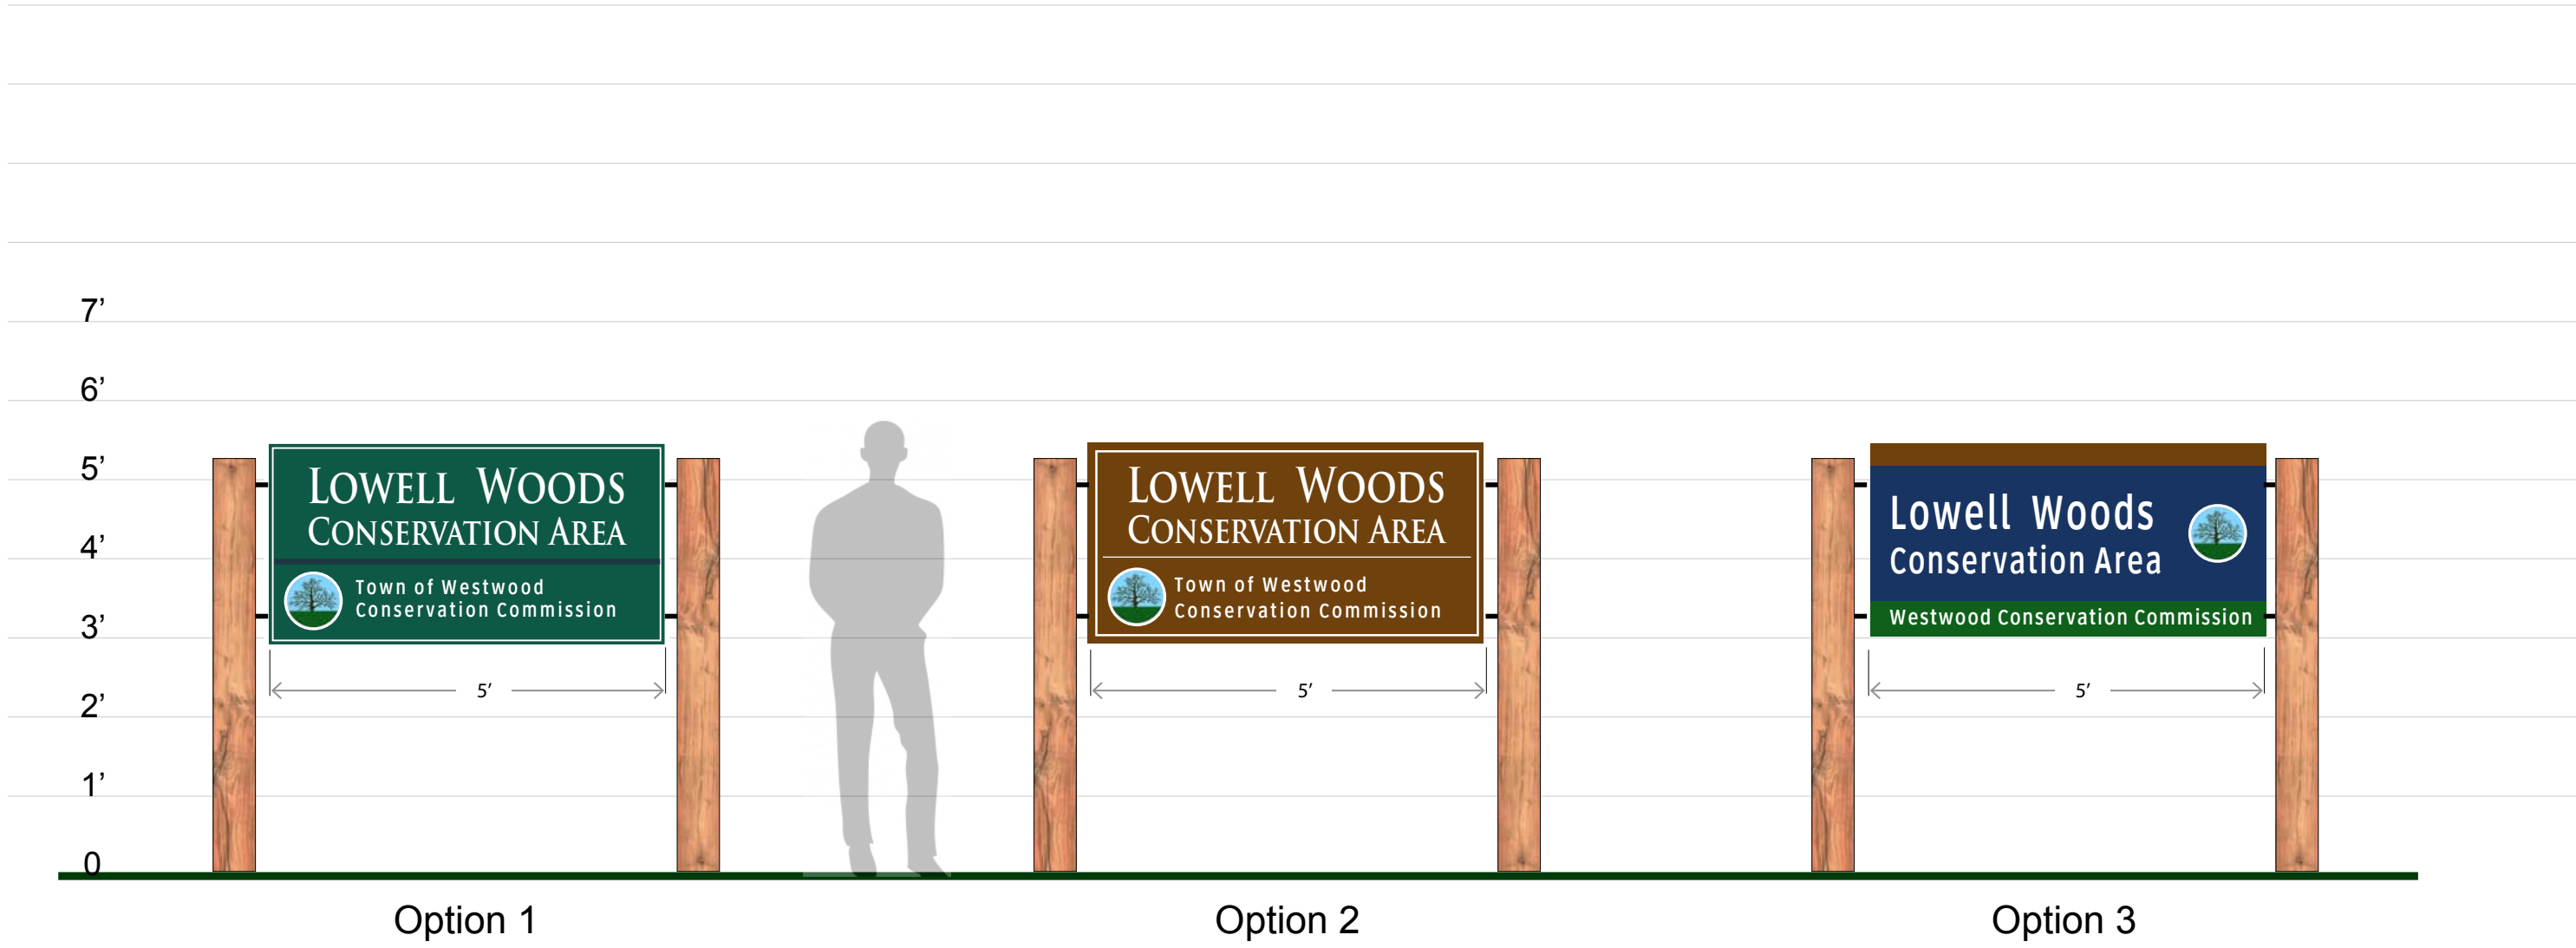 7’
6’
5’
4’
3’
2’
1’
0
LOWELL WOODS
CONSERVATION AREA
Town of Westwood
Conservation Commission
5’
Option 1
LOWELL WOODS
CONSERVATION AREA
Town of Westwood
Conservation Commission
5’
Option 2
Lowell Woods
Conservation Area
Westwood Conservation Commission
5’
Option 3